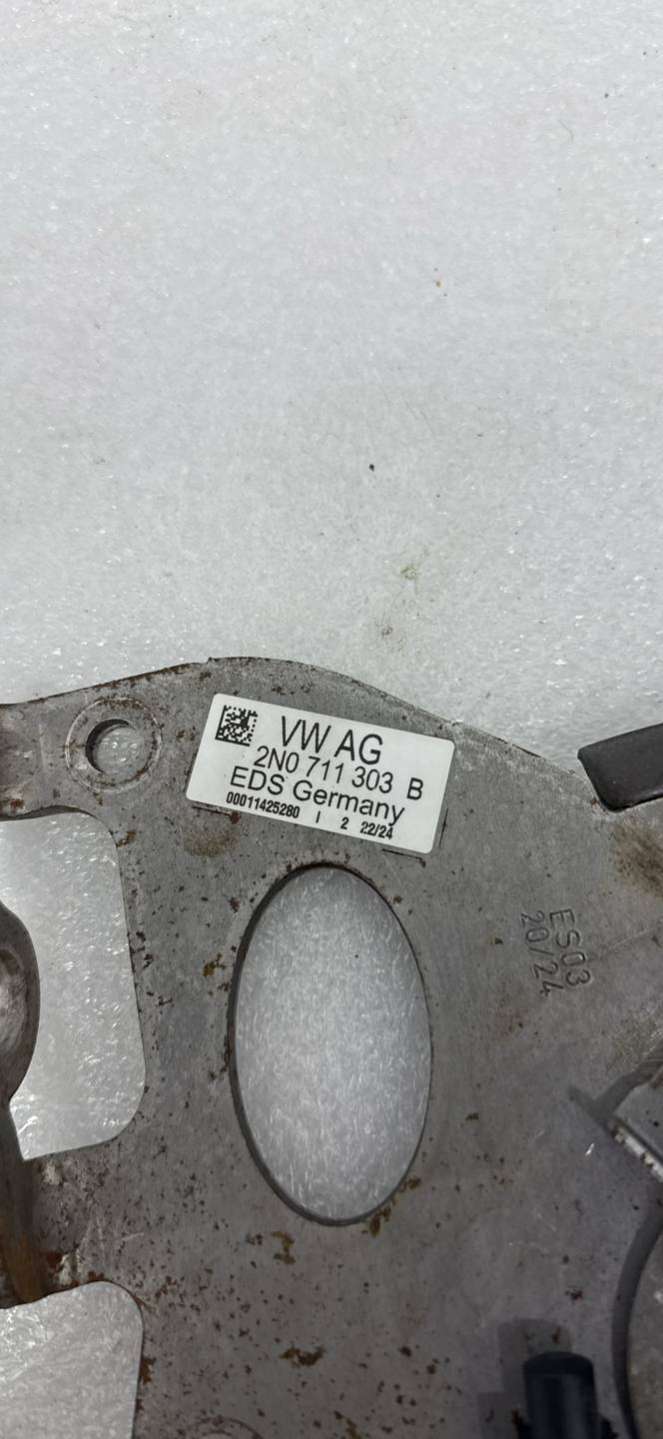 VW AG
2N0 711 303 B
EDS Germany
00011425280 I 2 22/24
ES03
20/24